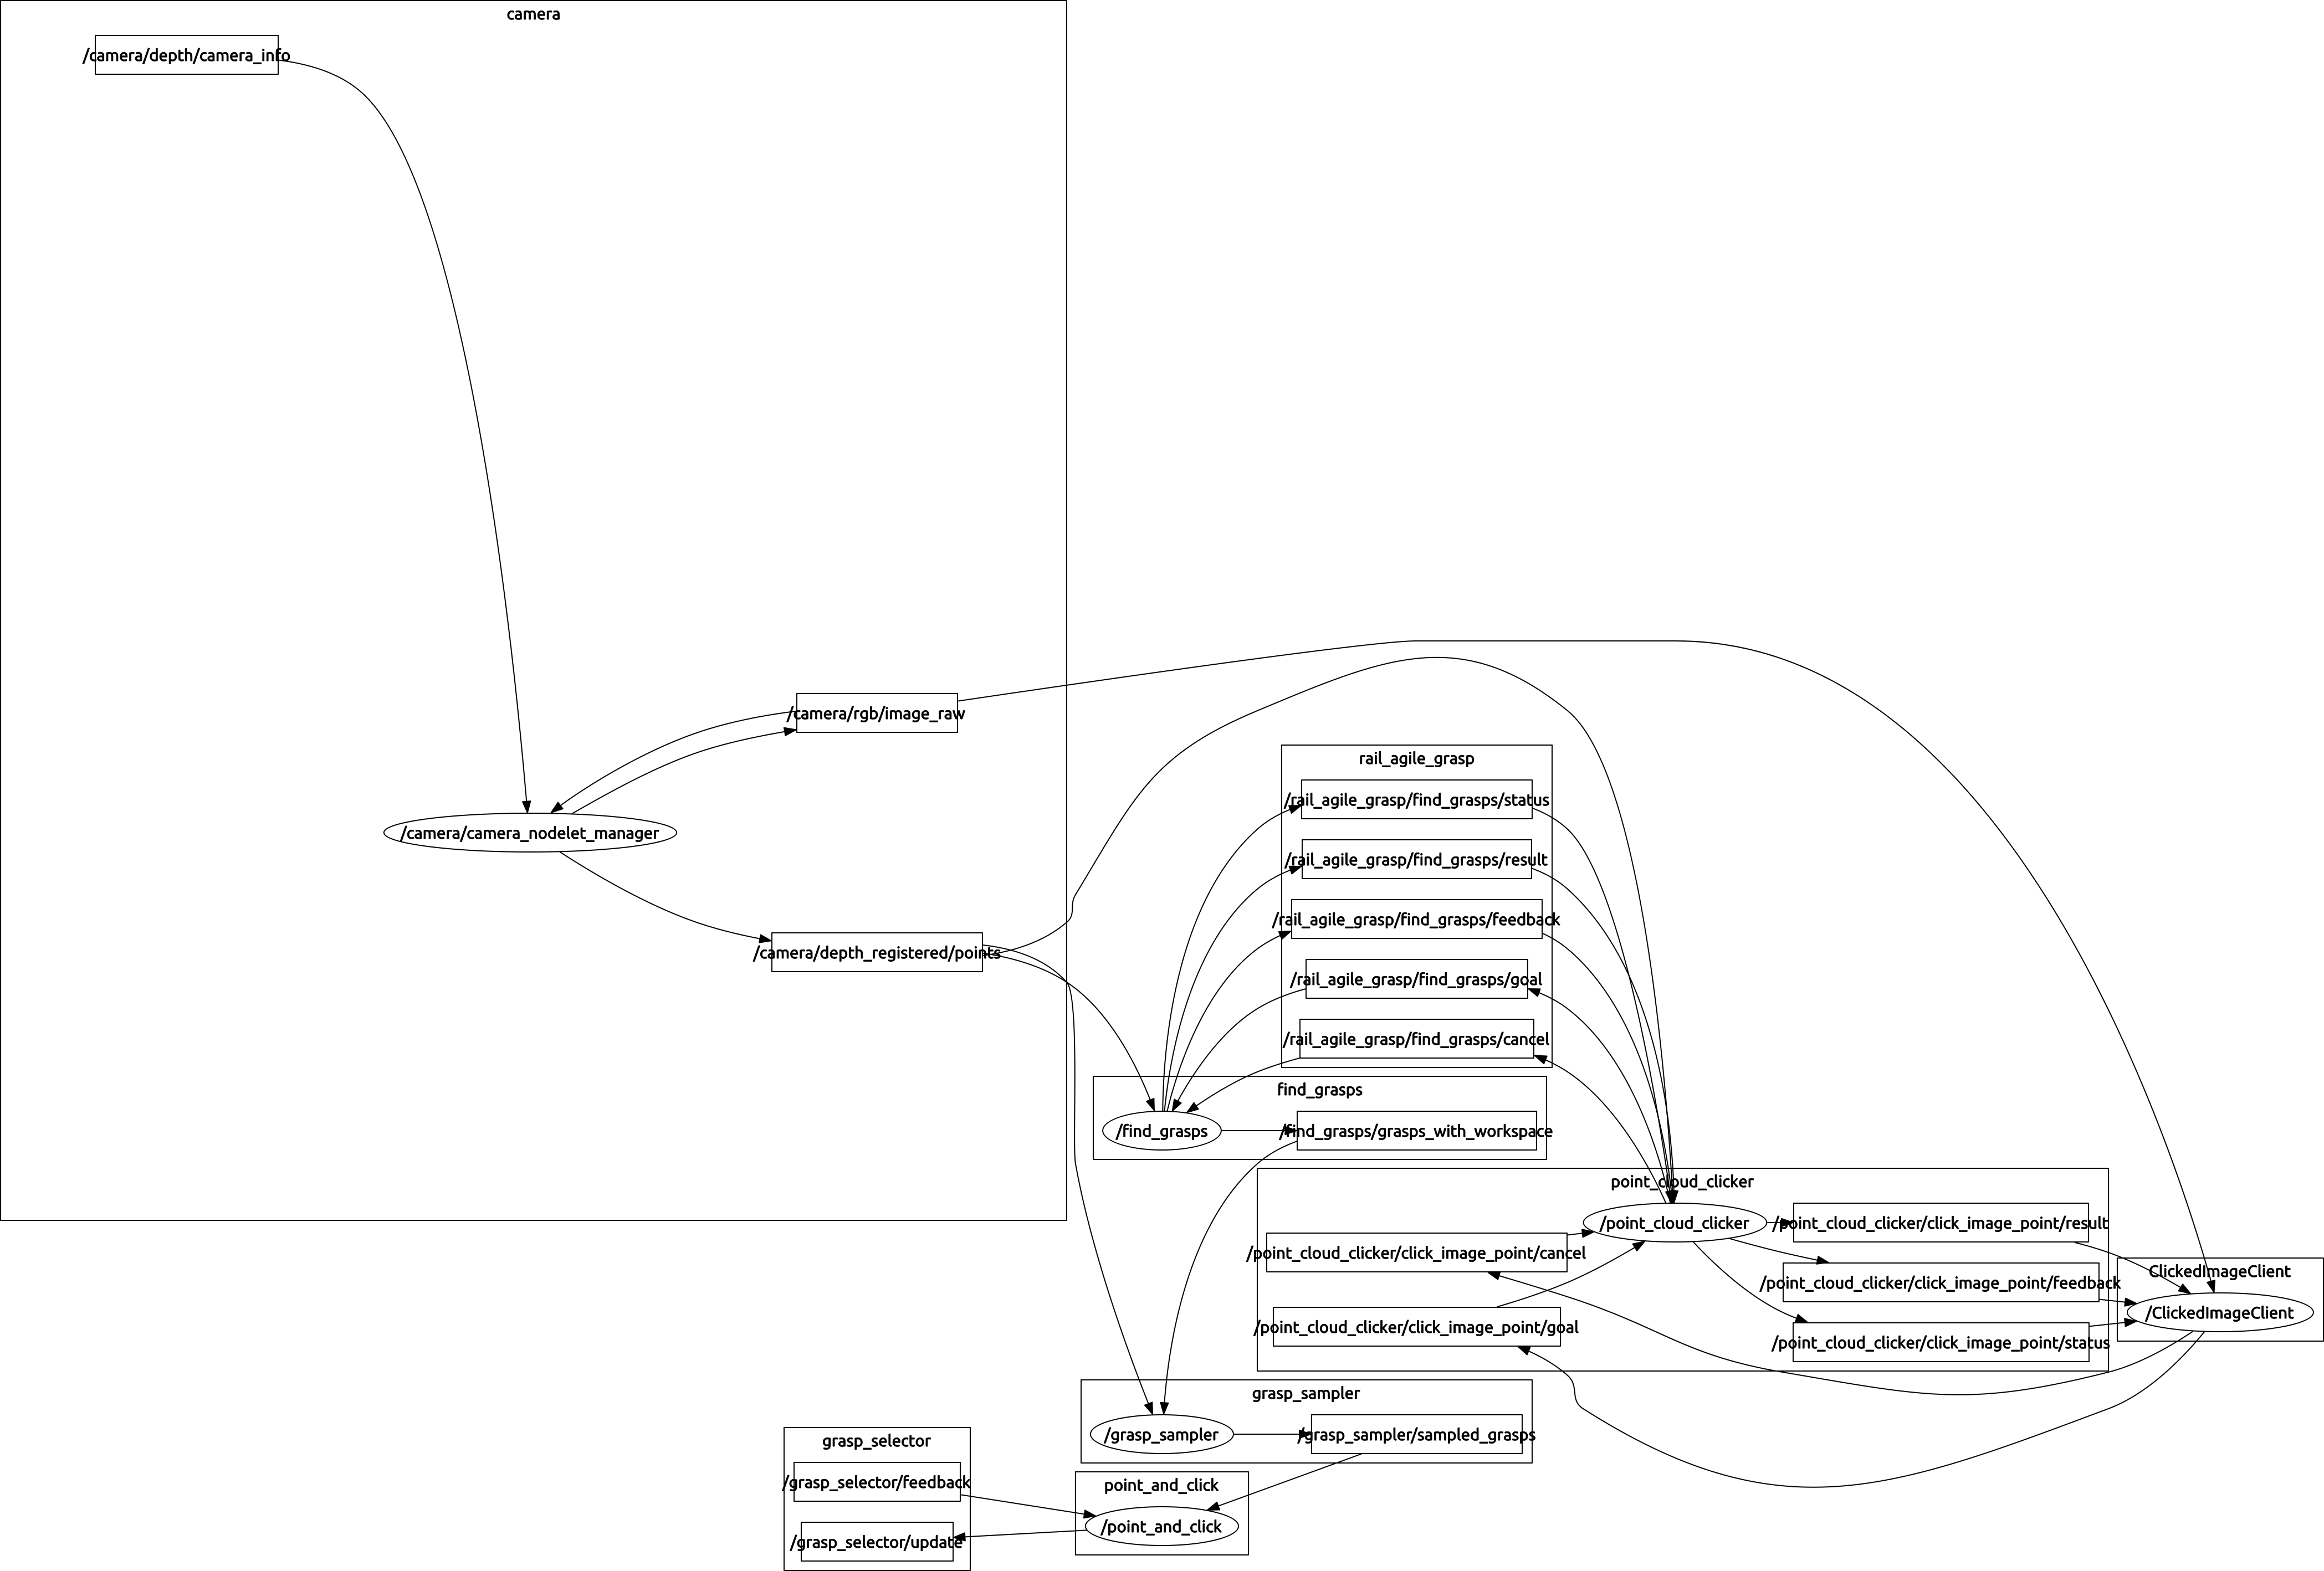 camera
/camera/depth/camera_info
/camera/rgb/image_raw
/camera/camera_nodelet_manager
/camera/depth_registered/points
rail_agile_grasp
/rail_agile_grasp/find_grasps/status
/rail_agile_grasp/find_grasps/result
/rail_agile_grasp/find_grasps/feedback
/rail_agile_grasp/find_grasps/goal
/rail_agile_grasp/find_grasps/cancel
find_grasps
/find_grasps
/find_grasps/grasps_with_workspace
point_cloud_clicker
/point_cloud_clicker
/point_cloud_clicker/click_image_point/result
/point_cloud_clicker/click_image_point/cancel
/point_cloud_clicker/click_image_point/feedback
/point_cloud_clicker/click_image_point/goal
/point_cloud_clicker/click_image_point/status
ClickedImageClient
/ClickedImageClient
grasp_sampler
/grasp_sampler
/grasp_sampler/sampled_grasps
grasp_selector
/grasp_selector/feedback
/grasp_selector/update
point_and_click
/point_and_click